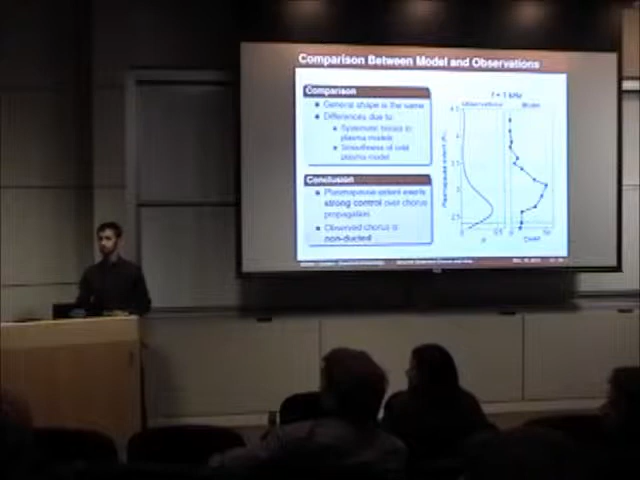 Comparison Between Model and Observations
Comparison
General shape is the same
Differences due to:
Systematic biases in
plasma models
Smoothness of cold
plasma model
Conclusion
Plasmapause extent exerts
strong control over chorus
propagation
Observed chorus is
non-ducted
f = 1 kHz
Observations Model
Plasmapause extent